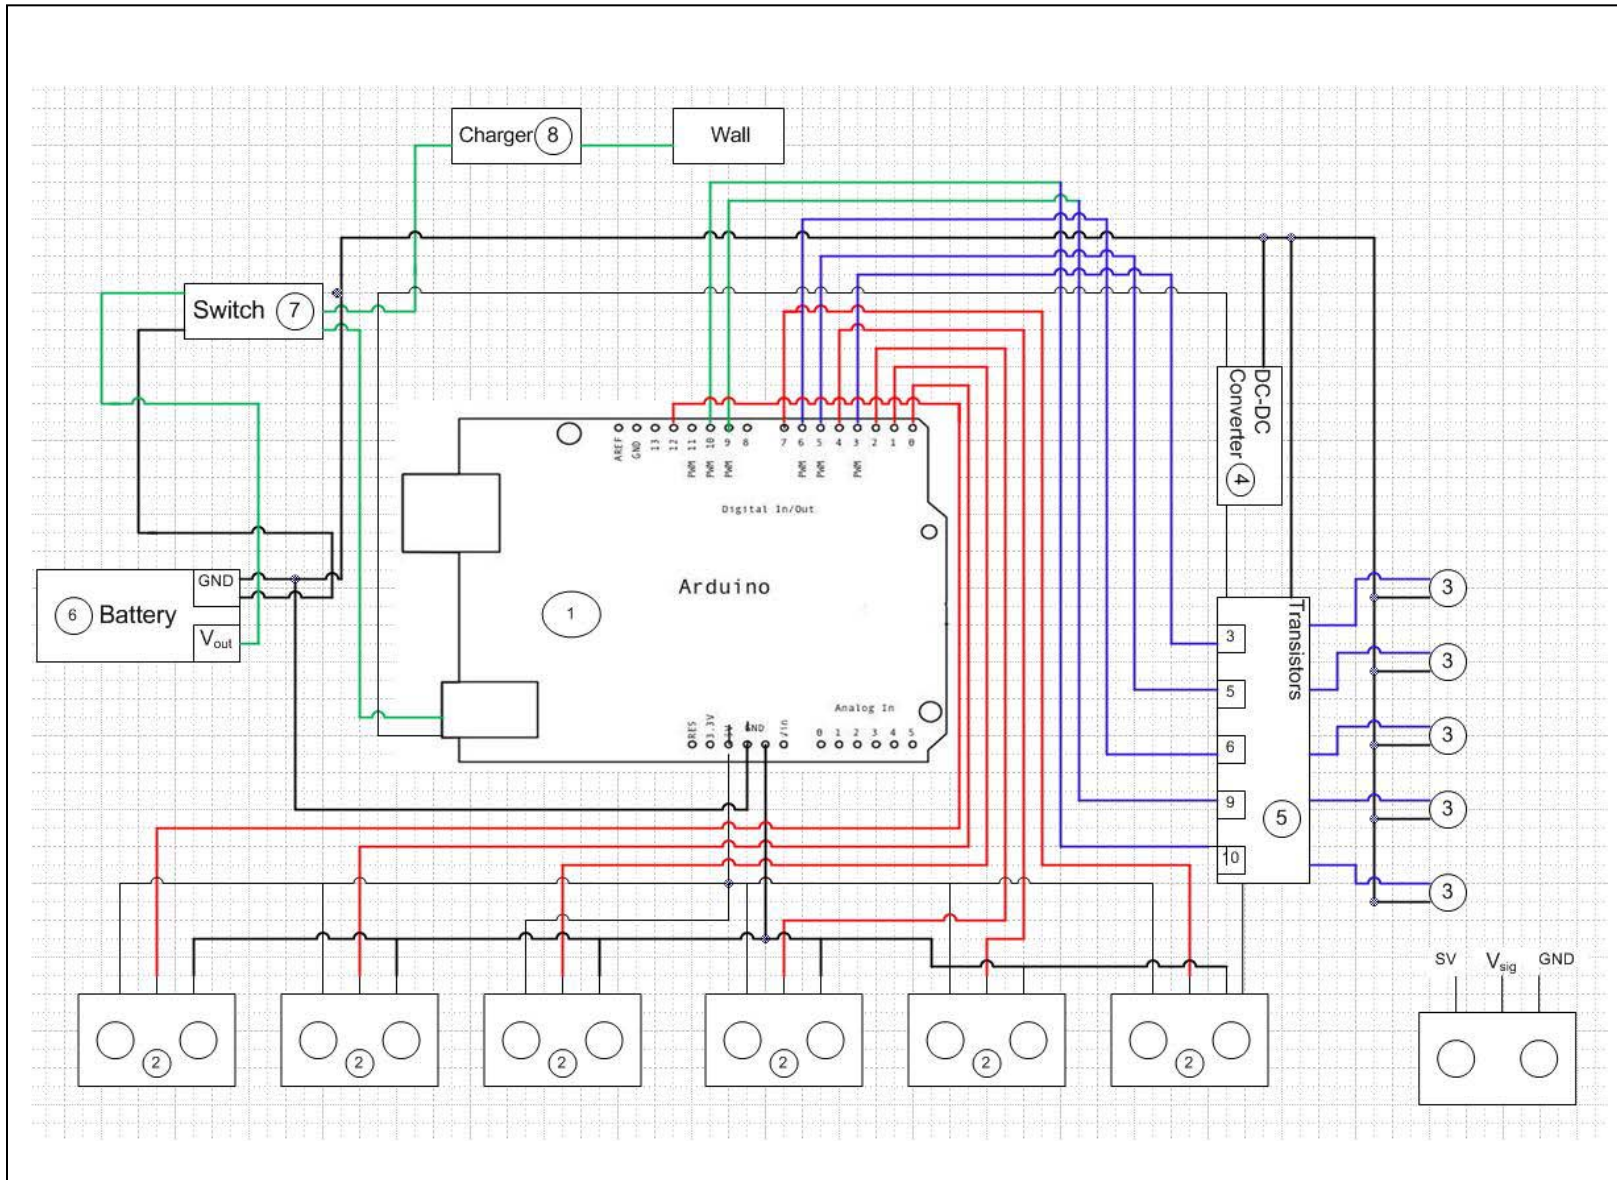 Charger 8
Wall
Switch 7
DC-DC
Converter 4
AREF
GND
13
12
PWM 11
PWM 10
PWM 9
8
7
PWM 6
PWM 5
4
PWM 3
2
1
0
Digital In/Out
Arduino
1
GND
6 Battery
Vout
Transistors
3
5
6
9
10
5
3
3
3
3
3
Analog In
RES
3.3V
5V
GND
Vin
0 1 2 3 4 5
2
2
2
2
2
2
SV
Vsig
GND